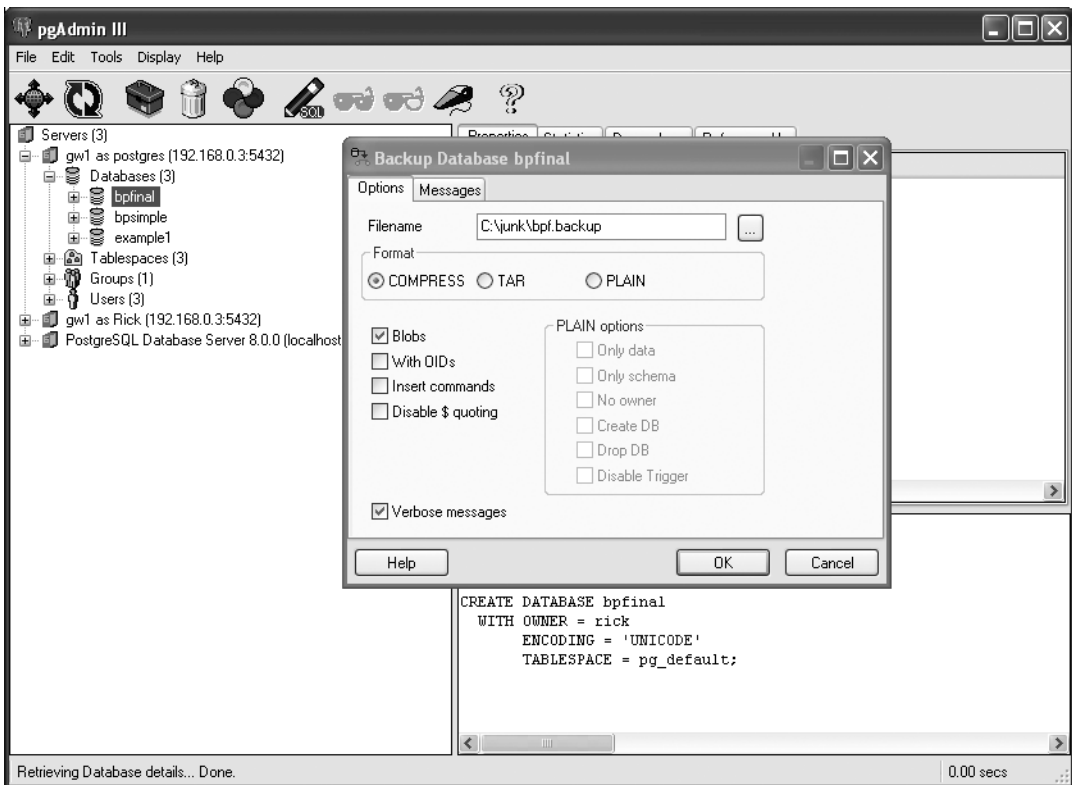 pgAdmin III
File Edit Tools Display Help
SQL
Servers (3)
gw1 as postgres (192.168.0.3:5432)
Databases (3)
bpfinal
bpsimple
example1
Tablespaces (3)
Groups (1)
Users (3)
gw1 as Rick (192.168.0.3:5432)
PostgreSQL Database Server 8.0.0 (localhost
Properties
Backup Database bpfinal
Options Messages
Filename C:\junk\bpf.backup ...
Format
COMPRESS TAR PLAIN
Blobs
With OIDs
Insert commands
Disable $ quoting
PLAIN options
Only data
Only schema
No owner
Create DB
Drop DB
Disable Trigger
Verbose messages
Help OK Cancel
CREATE DATABASE bpfinal
WITH OWNER = rick
ENCODING = 'UNICODE'
TABLESPACE = pg_default;
Retrieving Database details... Done. 0.00 secs